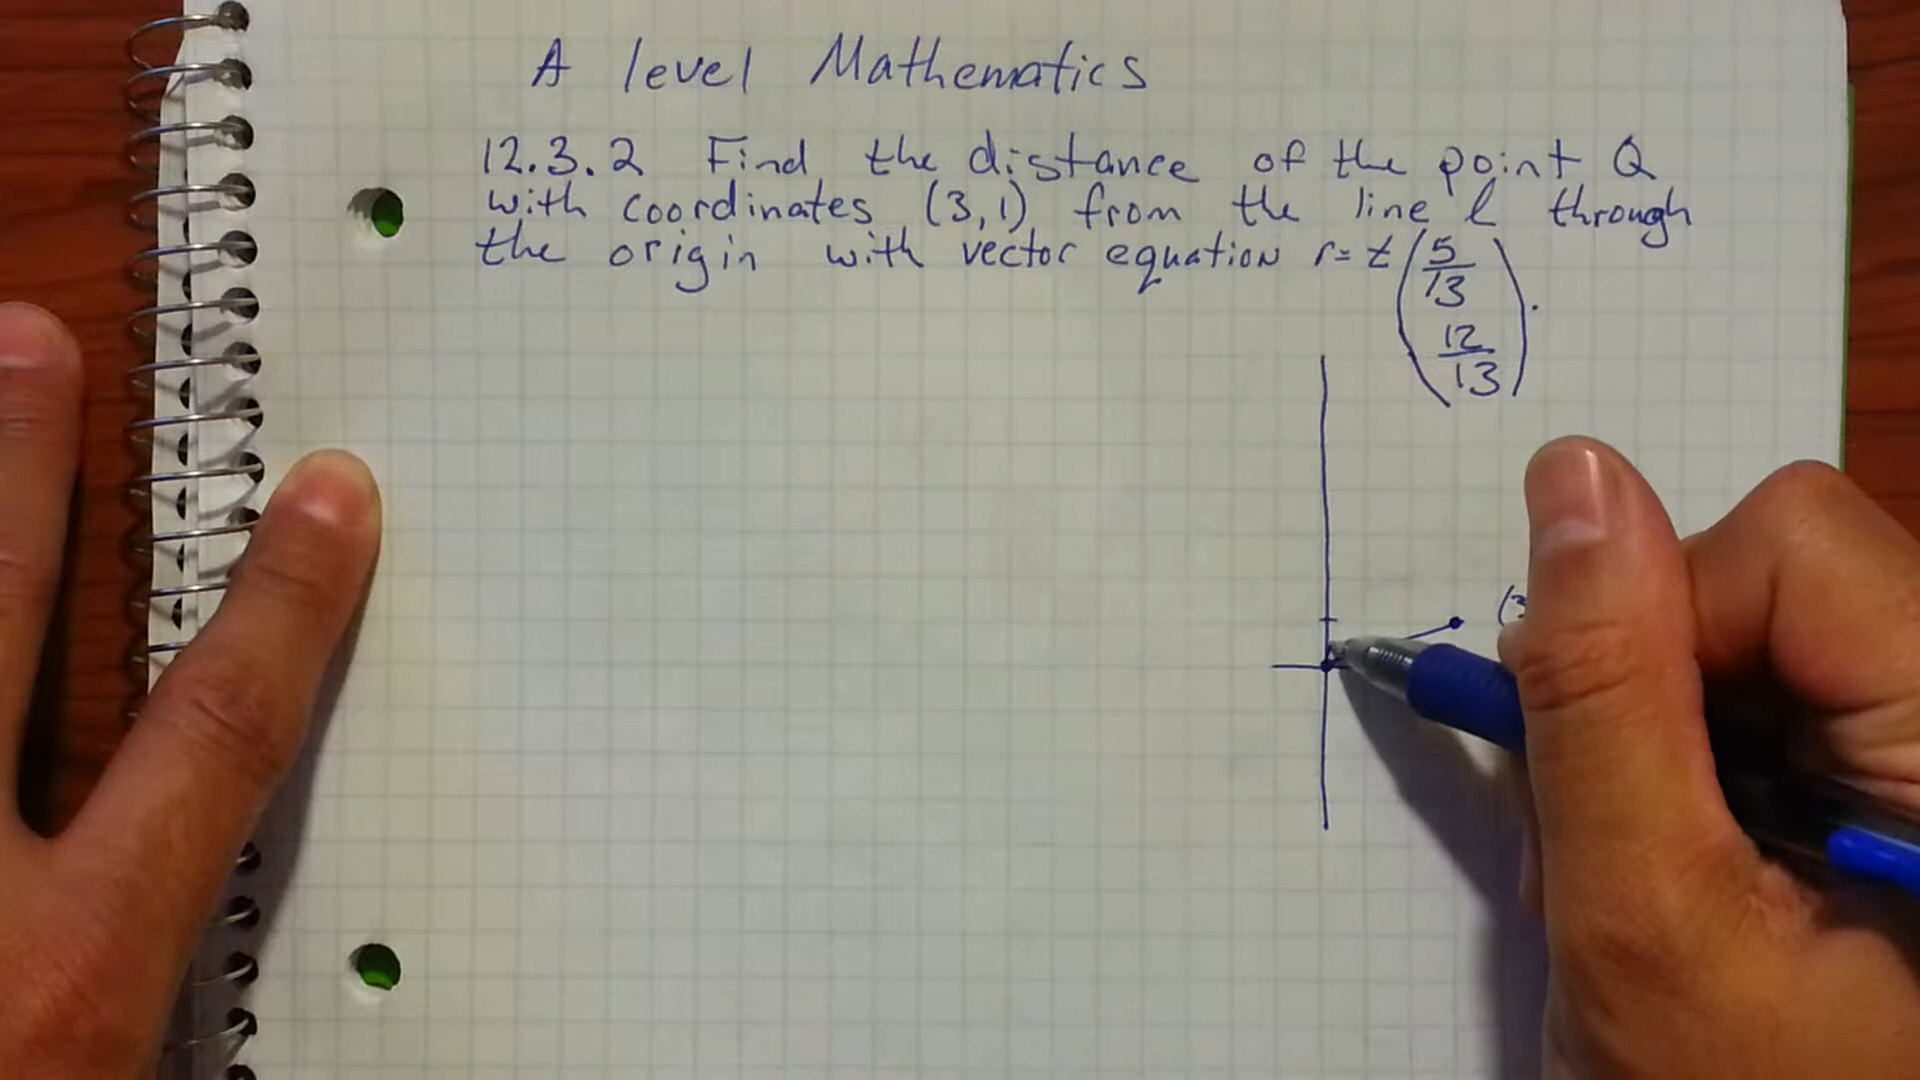 A level Mathematics
12.3.2 Find the distance of the point Q
with coordinates (3,1) from the line l through
the origin with vector equation r= t (5/13
12/13).
(3